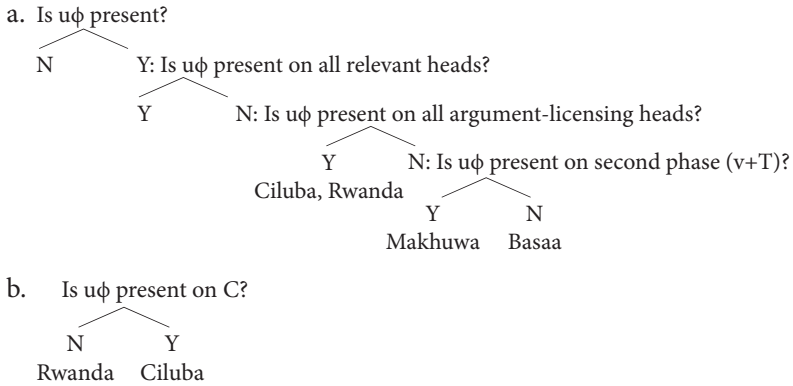 a. Is uϕ present?
N Y: Is uϕ present on all relevant heads?
Y N: Is uϕ present on all argument-licensing heads?
Y N: Is uϕ present on second phase (v+T)?
Ciluba, Rwanda
Y N
Makhuwa Basaa
b. Is uϕ present on C?
N Y
Rwanda Ciluba